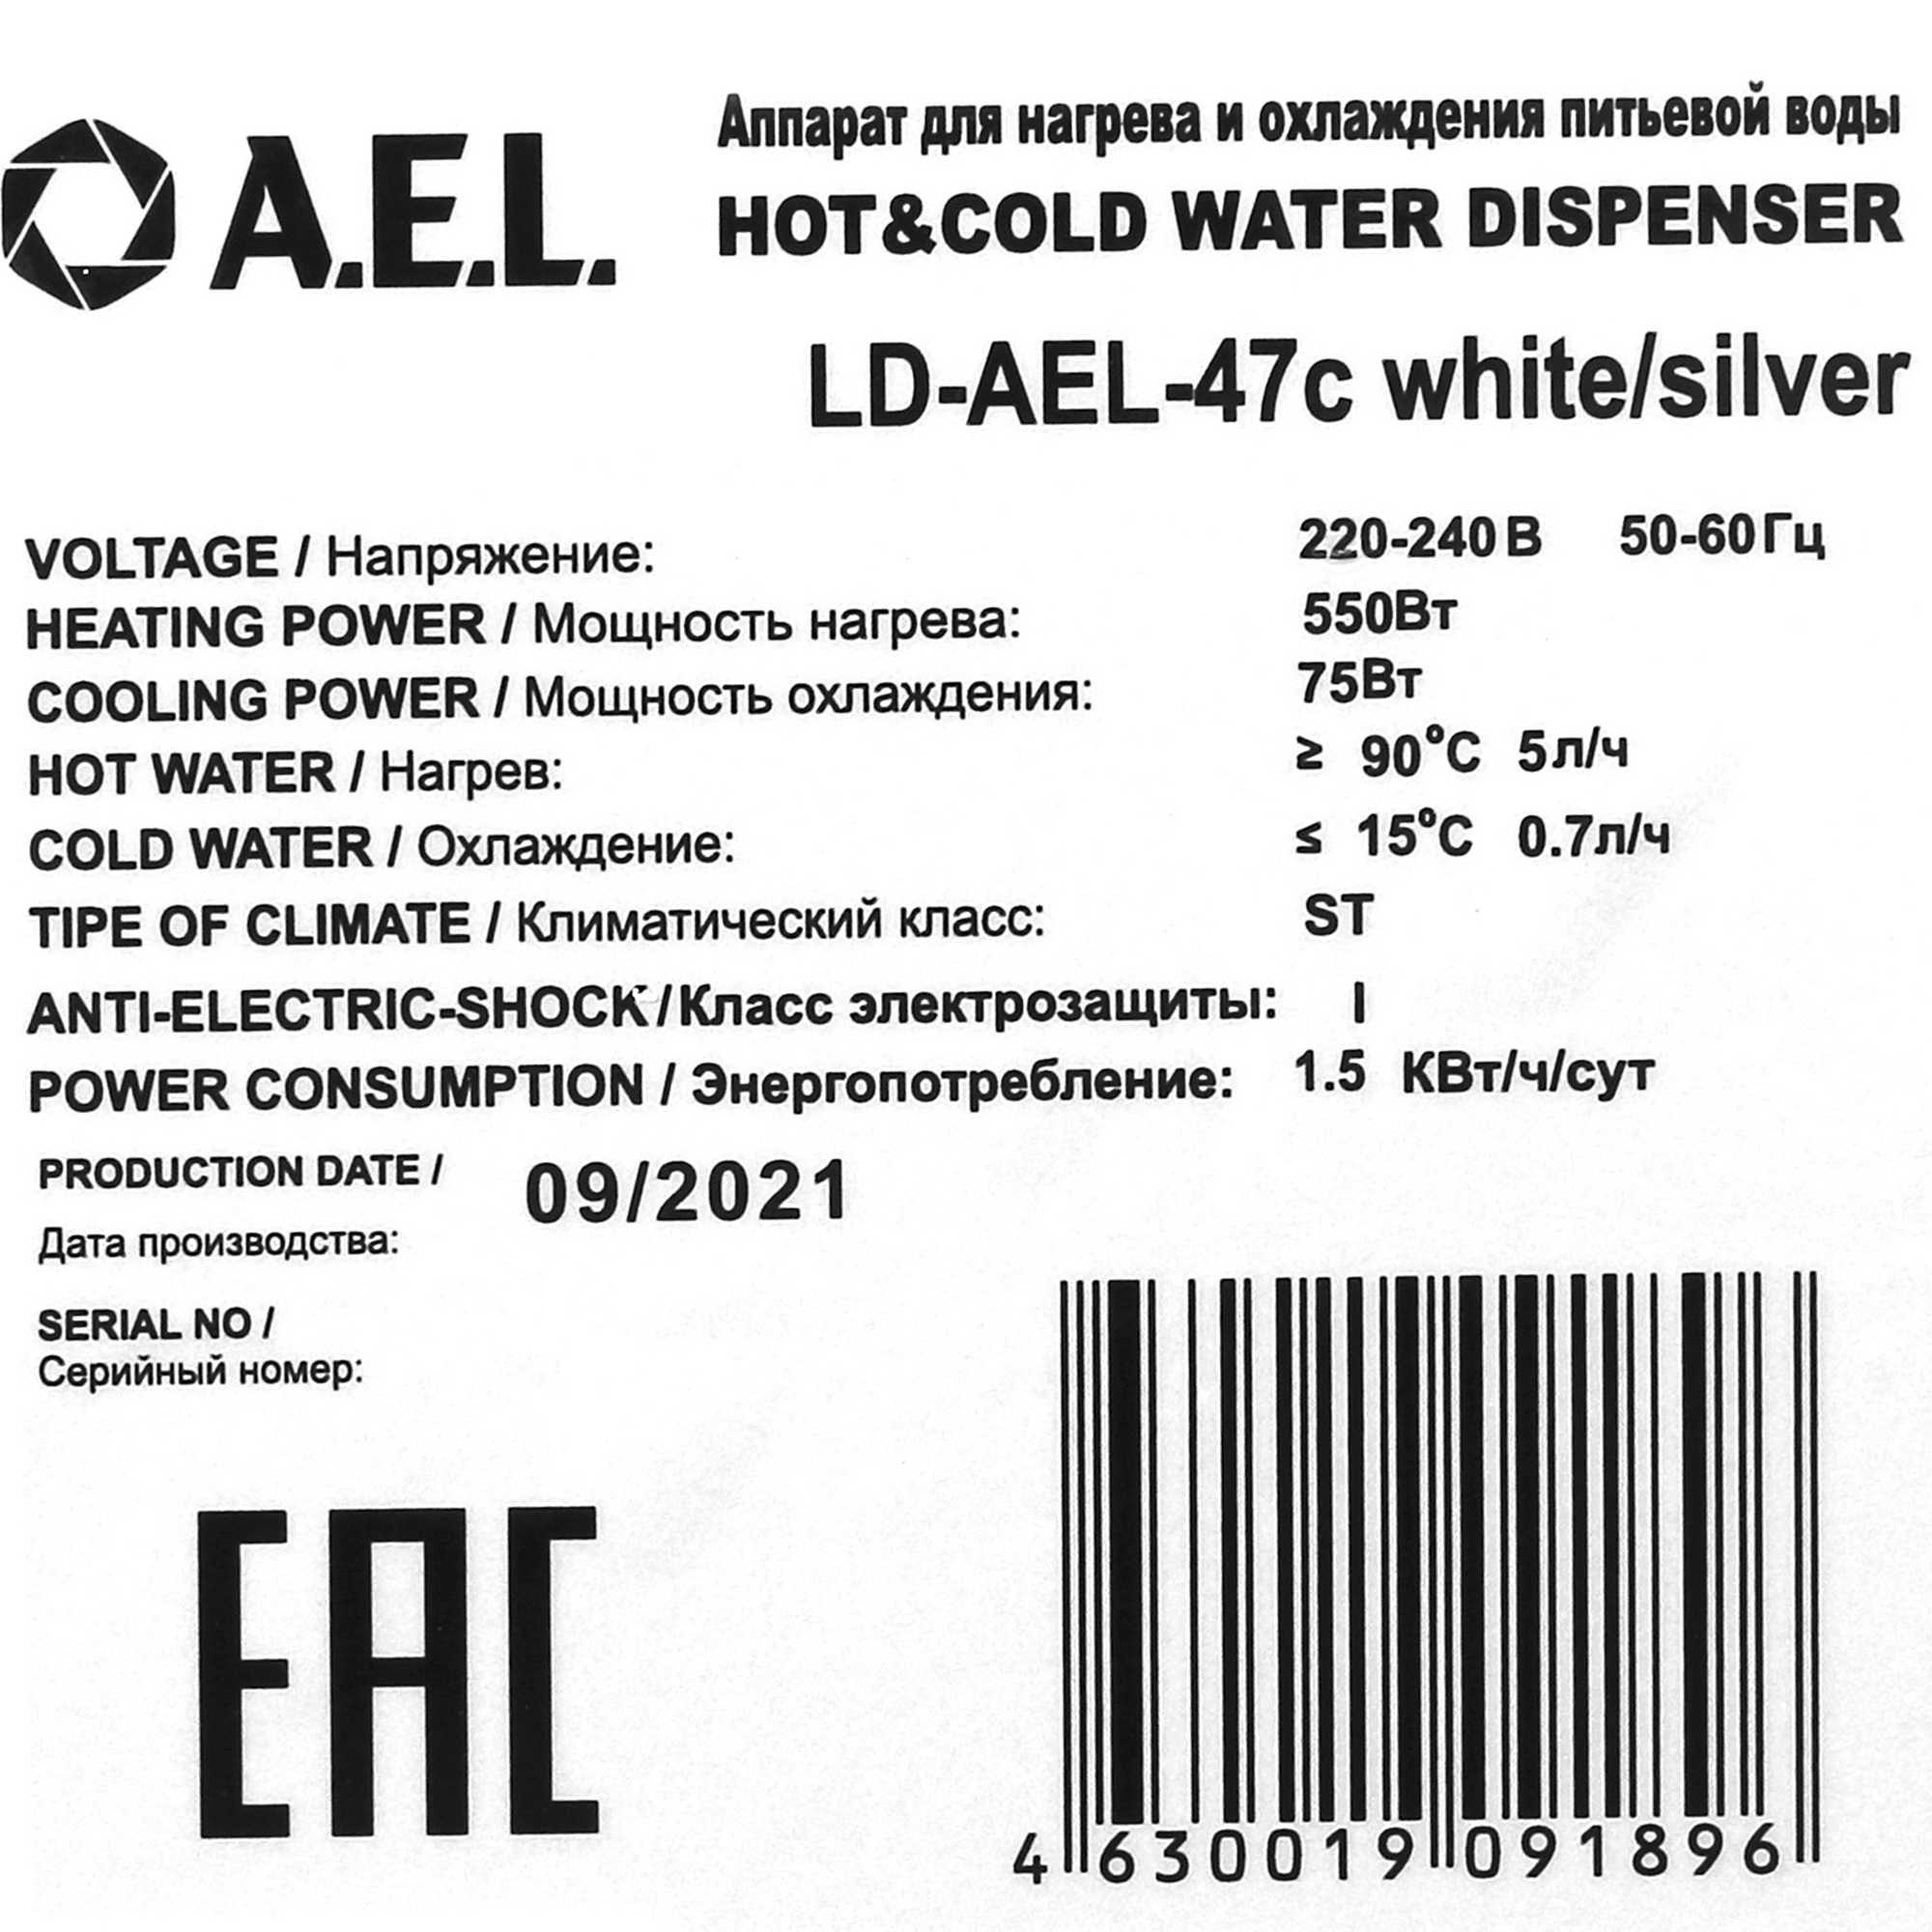 A.E.L.
Аппарат для нагрева и охлаждения питьевой воды
HOT&COLD WATER DISPENSER
LD-AEL-47c white/silver
VOLTAGE / Напряжение: 220-240 В 50-60 Гц
HEATING POWER / Мощность нагрева: 550Вт
COOLING POWER / Мощность охлаждения: 75Вт
HOT WATER / Нагрев: ≥ 90°C 5л/ч
COLD WATER / Охлаждение: ≤ 15°C 0.7л/ч
TIPE OF CLIMATE / Климатический класс: ST
ANTI-ELECTRIC-SHOCK/Класс электрозащиты: I
POWER CONSUMPTION / Энергопотребление: 1.5 КВт/ч/сут
PRODUCTION DATE / 09/2021
Дата производства:
SERIAL NO /
Серийный номер:
EAC
4 630019 091896